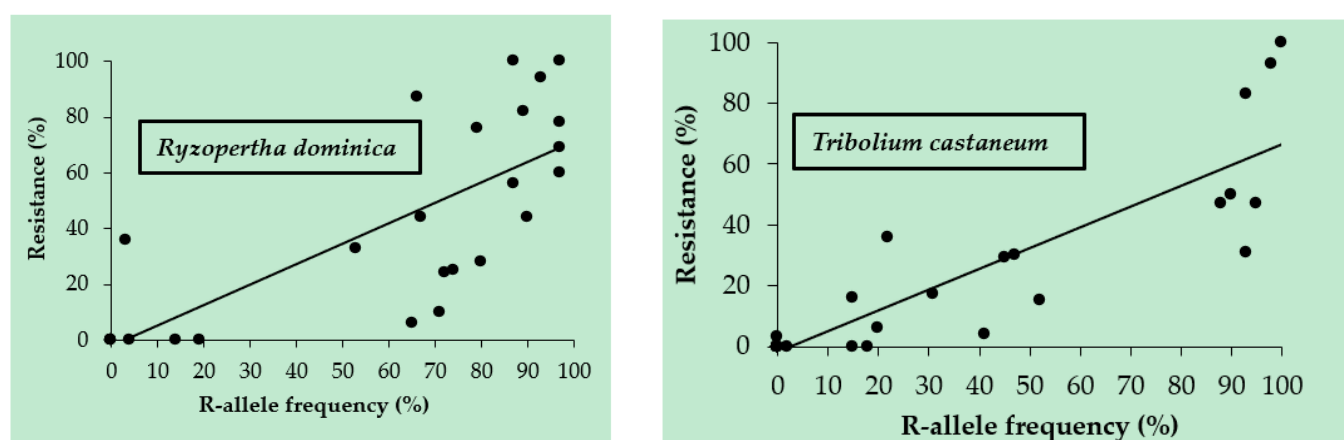 100
80
60
40
20
0
Resistance (%)
Ryzopertha dominica
0 10 20 30 40 50 60 70 80 90 100
R-allele frequency (%)
100
80
60
40
20
0
Resistance (%)
Tribolium castaneum
0 10 20 30 40 50 60 70 80 90 100
R-allele frequency (%)